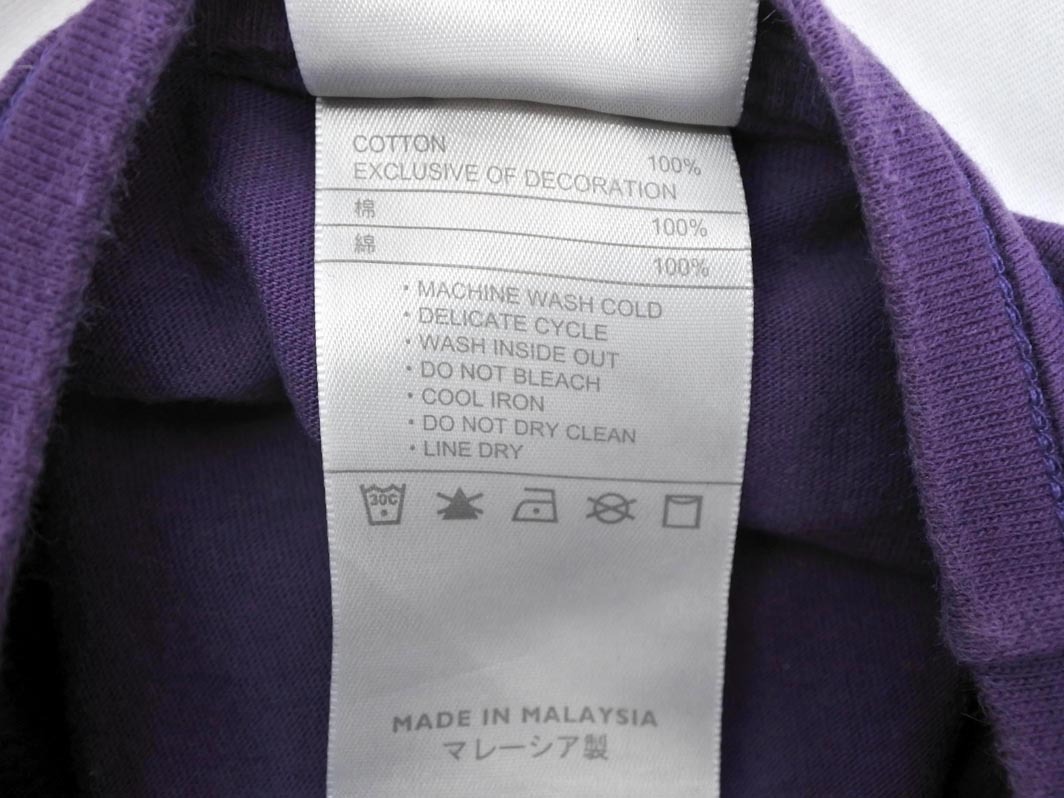 COTTON 100%
EXCLUSIVE OF DECORATION
棉 100%
綿 100%
• MACHINE WASH COLD
• DELICATE CYCLE
• WASH INSIDE OUT
• DO NOT BLEACH
• COOL IRON
• DO NOT DRY CLEAN
• LINE DRY
30C
MADE IN MALAYSIA
マレーシア製